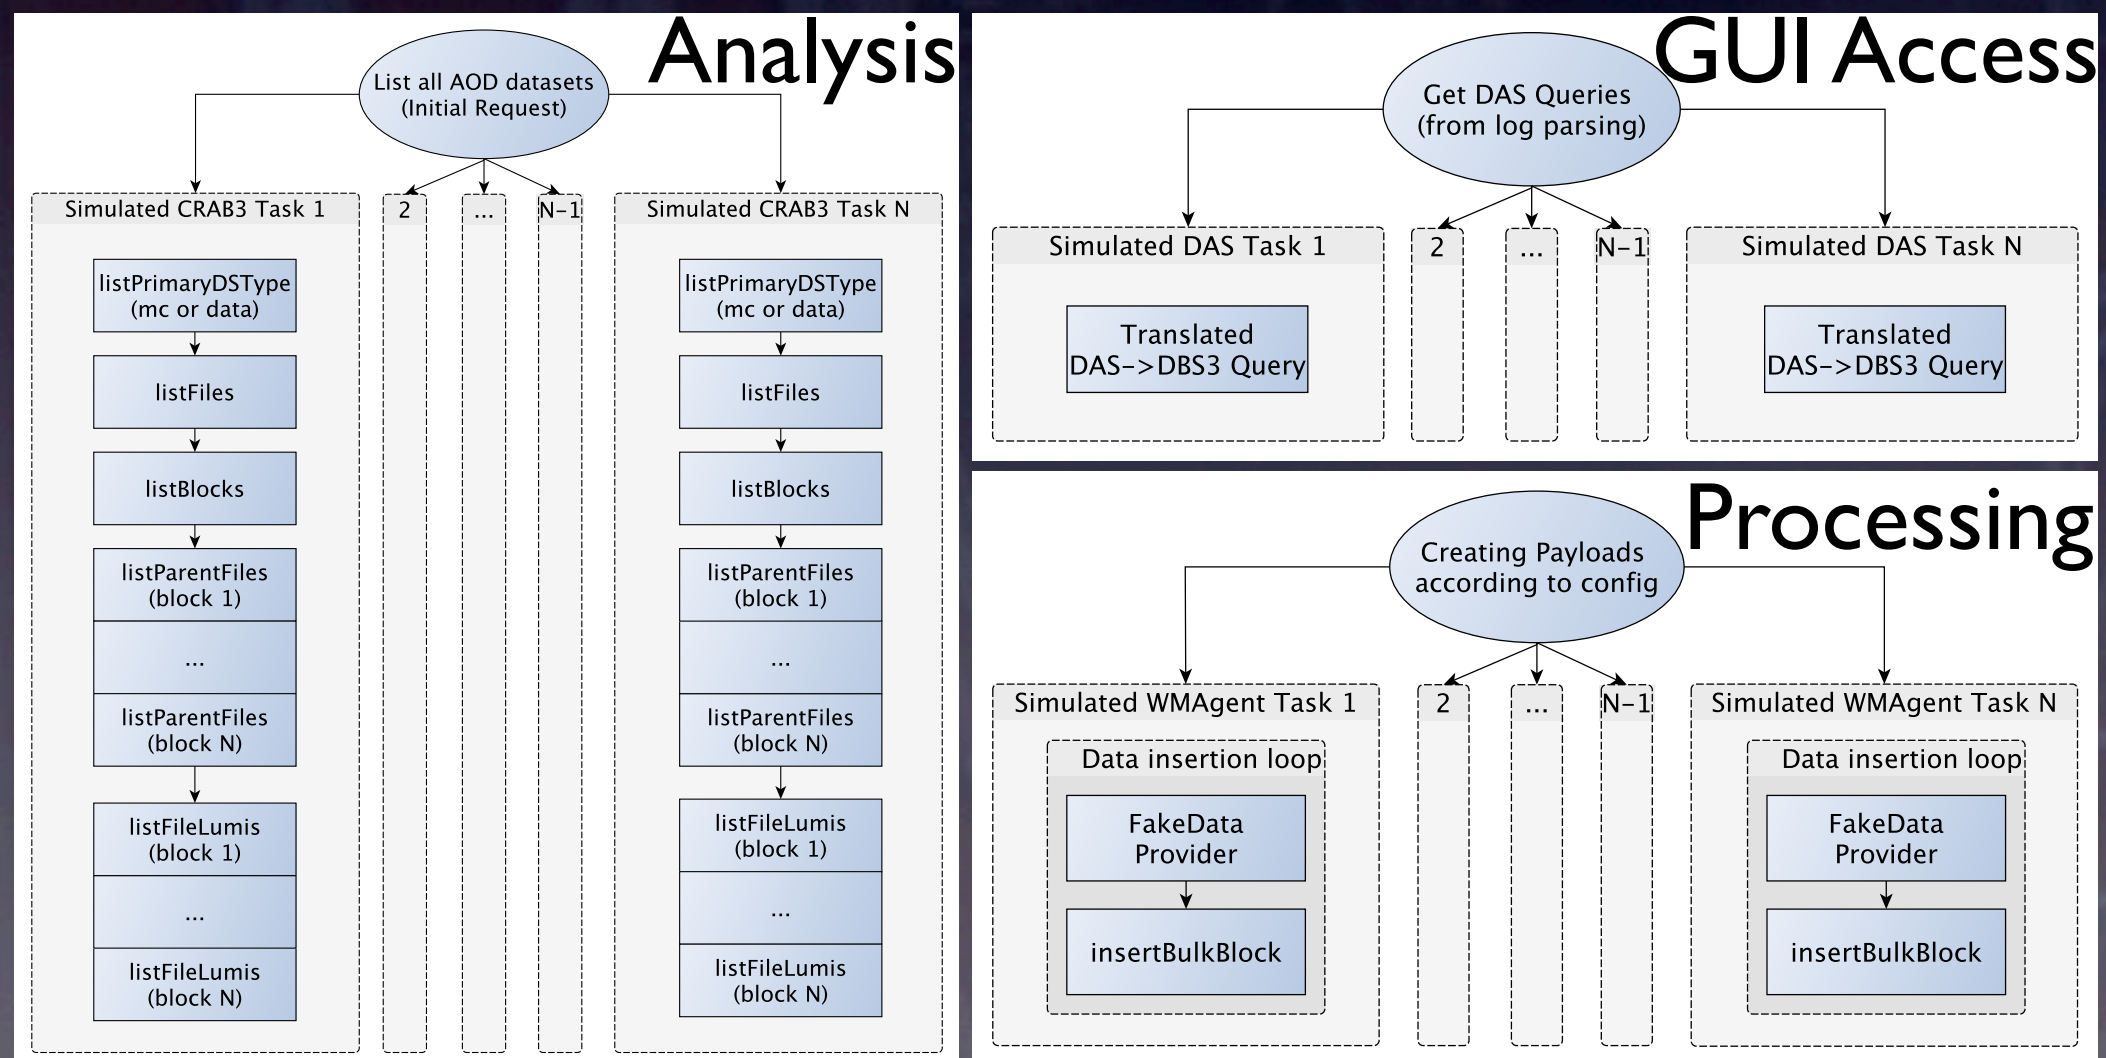 Analysis
List all AOD datasets
(Initial Request)
Simulated CRAB3 Task 1
2
...
N-1
Simulated CRAB3 Task N
listPrimaryDSType
(mc or data)
listFiles
listBlocks
listParentFiles
(block 1)
...
listParentFiles
(block N)
listFileLumis
(block 1)
...
listFileLumis
(block N)
listPrimaryDSType
(mc or data)
listFiles
listBlocks
listParentFiles
(block 1)
...
listParentFiles
(block N)
listFileLumis
(block 1)
...
listFileLumis
(block N)
GUI Access
Get DAS Queries
(from log parsing)
Simulated DAS Task 1
2
...
N-1
Simulated DAS Task N
Translated
DAS->DBS3 Query
Translated
DAS->DBS3 Query
Processing
Creating Payloads
according to config
Simulated WMAgent Task 1
2
...
N-1
Simulated WMAgent Task N
Data insertion loop
FakeData
Provider
insertBulkBlock
Data insertion loop
FakeData
Provider
insertBulkBlock